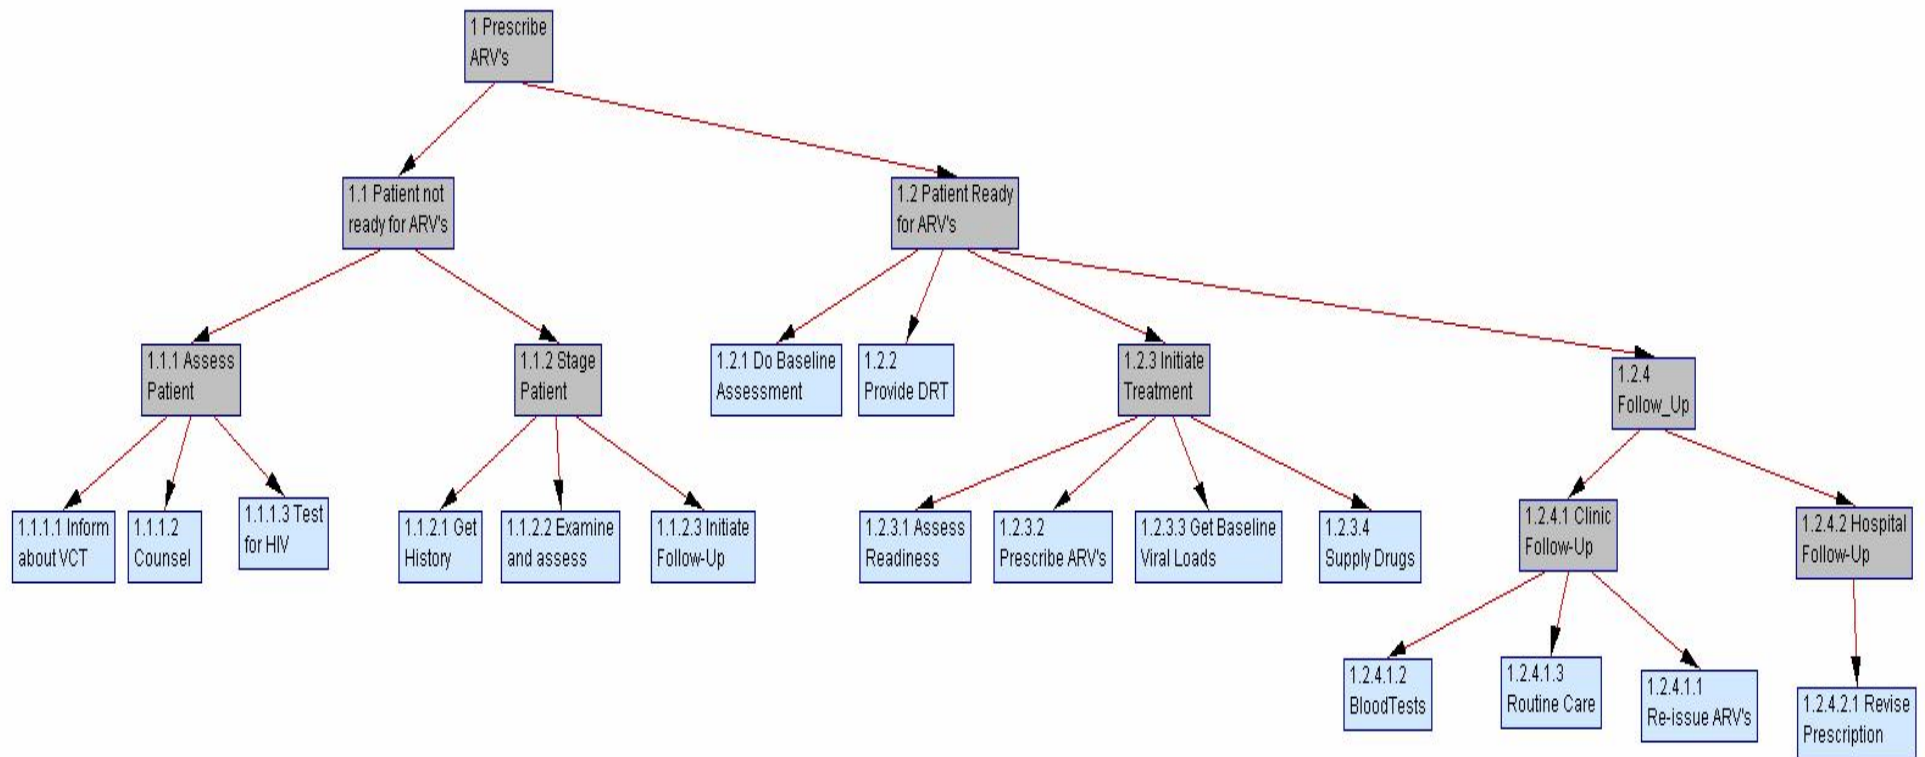 1 Prescribe
ARV's
1.1 Patient not
ready for ARV's
1.2 Patient Ready
for ARV's
1.1.1 Assess
Patient
1.1.2 Stage
Patient
1.2.1 Do Baseline
Assessment
1.2.2
Provide DRT
1.2.3 Initiate
Treatment
1.2.4
Follow_Up
1.1.1.1 Inform
about VCT
1.1.1.2
Counsel
1.1.1.3 Test
for HIV
1.1.2.1 Get
History
1.1.2.2 Examine
and assess
1.1.2.3 Initiate
Follow-Up
1.2.3.1 Assess
Readiness
1.2.3.2
Prescribe ARV's
1.2.3.3 Get Baseline
Viral Loads
1.2.3.4
Supply Drugs
1.2.4.1 Clinic
Follow-Up
1.2.4.2 Hospital
Follow-Up
1.2.4.1.2
BloodTests
1.2.4.1.3
Routine Care
1.2.4.1.1
Re-issue ARV's
1.2.4.2.1 Revise
Prescription